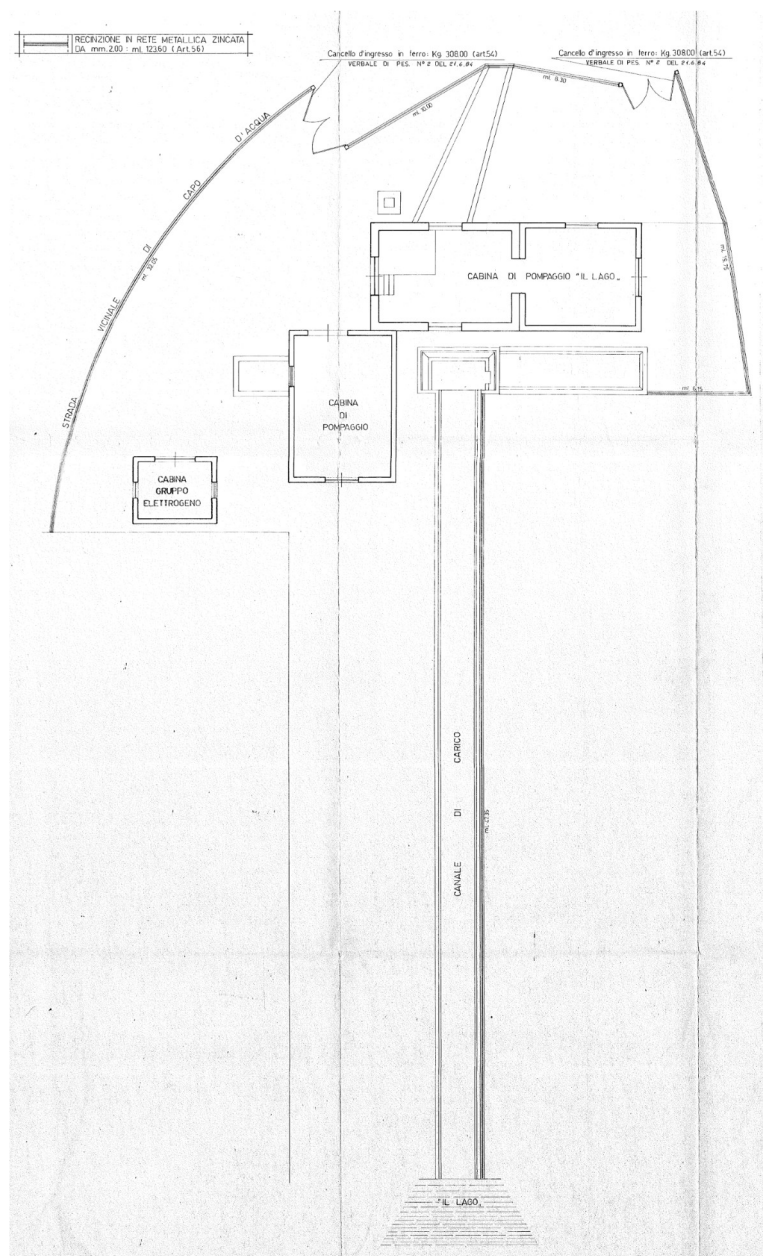 RECINZIONE IN RETE METALLICA ZINCATA
DA mm. 2.00 : ml. 123.60 (Art.56)
Cancello d'ingresso in ferro: Kg. 308.00 (art.54)
VERBALE DI PES. N° 2 DEL 21.6.84
Cancello d'ingresso in ferro: Kg. 308.00 (art.54)
VERBALE DI PES. N° 2 DEL 21.6.84
ml. 10.00
STRADA VICINALE DI CAPO D'ACQUA
CABINA DI POMPAGGIO "IL LAGO"
CABINA
DI
POMPAGGIO
CABINA
GRUPPO
ELETTROGENO
CANALE DI CARICO
"IL LAGO"